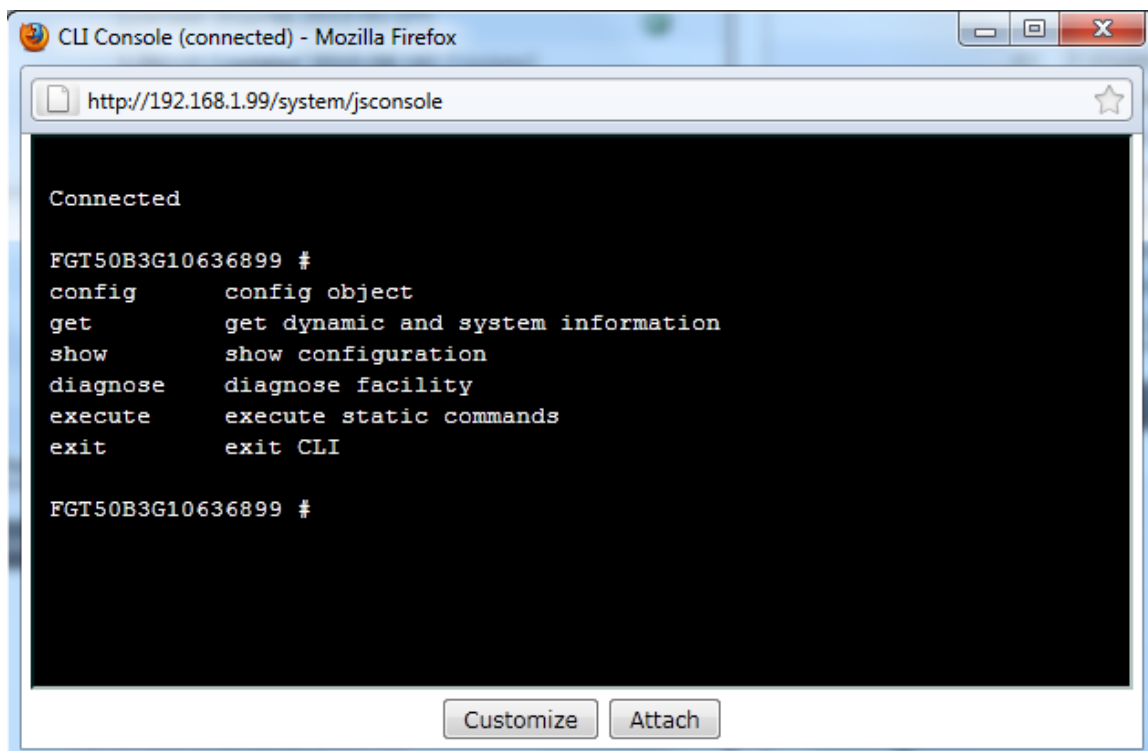 CLI Console (connected) - Mozilla Firefox
http://192.168.1.99/system/jsconsole
Connected
FGT50B3G10636899 #
config config object
get get dynamic and system information
show show configuration
diagnose diagnose facility
execute execute static commands
exit exit CLI
FGT50B3G10636899 #
Customize Attach